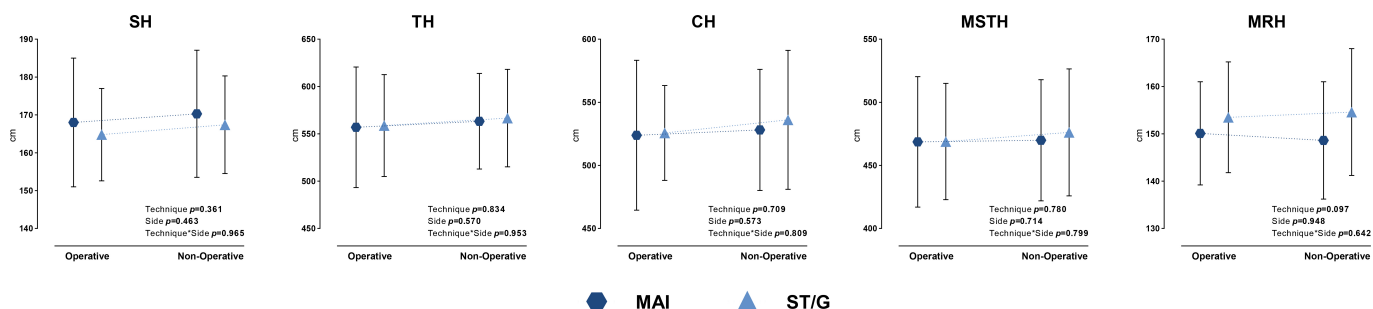 SH
190
180
170
160
150
140
cm
Technique p=0.361
Side p=0.463
Technique*Side p=0.965
Operative Non-Operative
TH
650
600
550
500
450
cm
Technique p=0.834
Side p=0.570
Technique*Side p=0.953
Operative Non-Operative
CH
600
550
500
450
cm
Technique p=0.709
Side p=0.573
Technique*Side p=0.809
Operative Non-Operative
MSTH
550
500
450
400
cm
Technique p=0.780
Side p=0.714
Technique*Side p=0.799
Operative Non-Operative
MRH
170
160
150
140
130
cm
Technique p=0.097
Side p=0.948
Technique*Side p=0.642
Operative Non-Operative
MAI ST/G